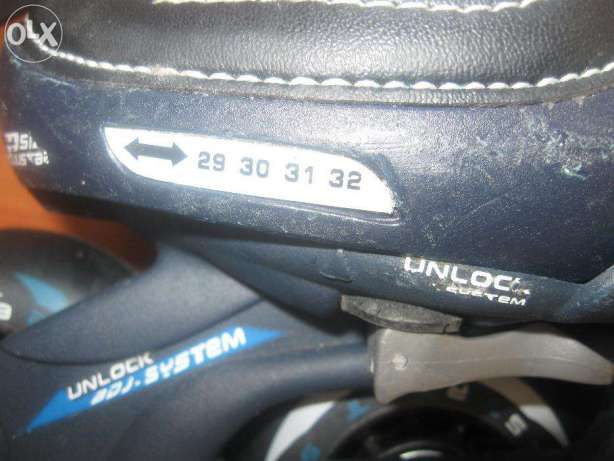 OLX
29 30 31 32
UNLOCK
SYSTEM
UNLOCK
ADJ-SYSTEM